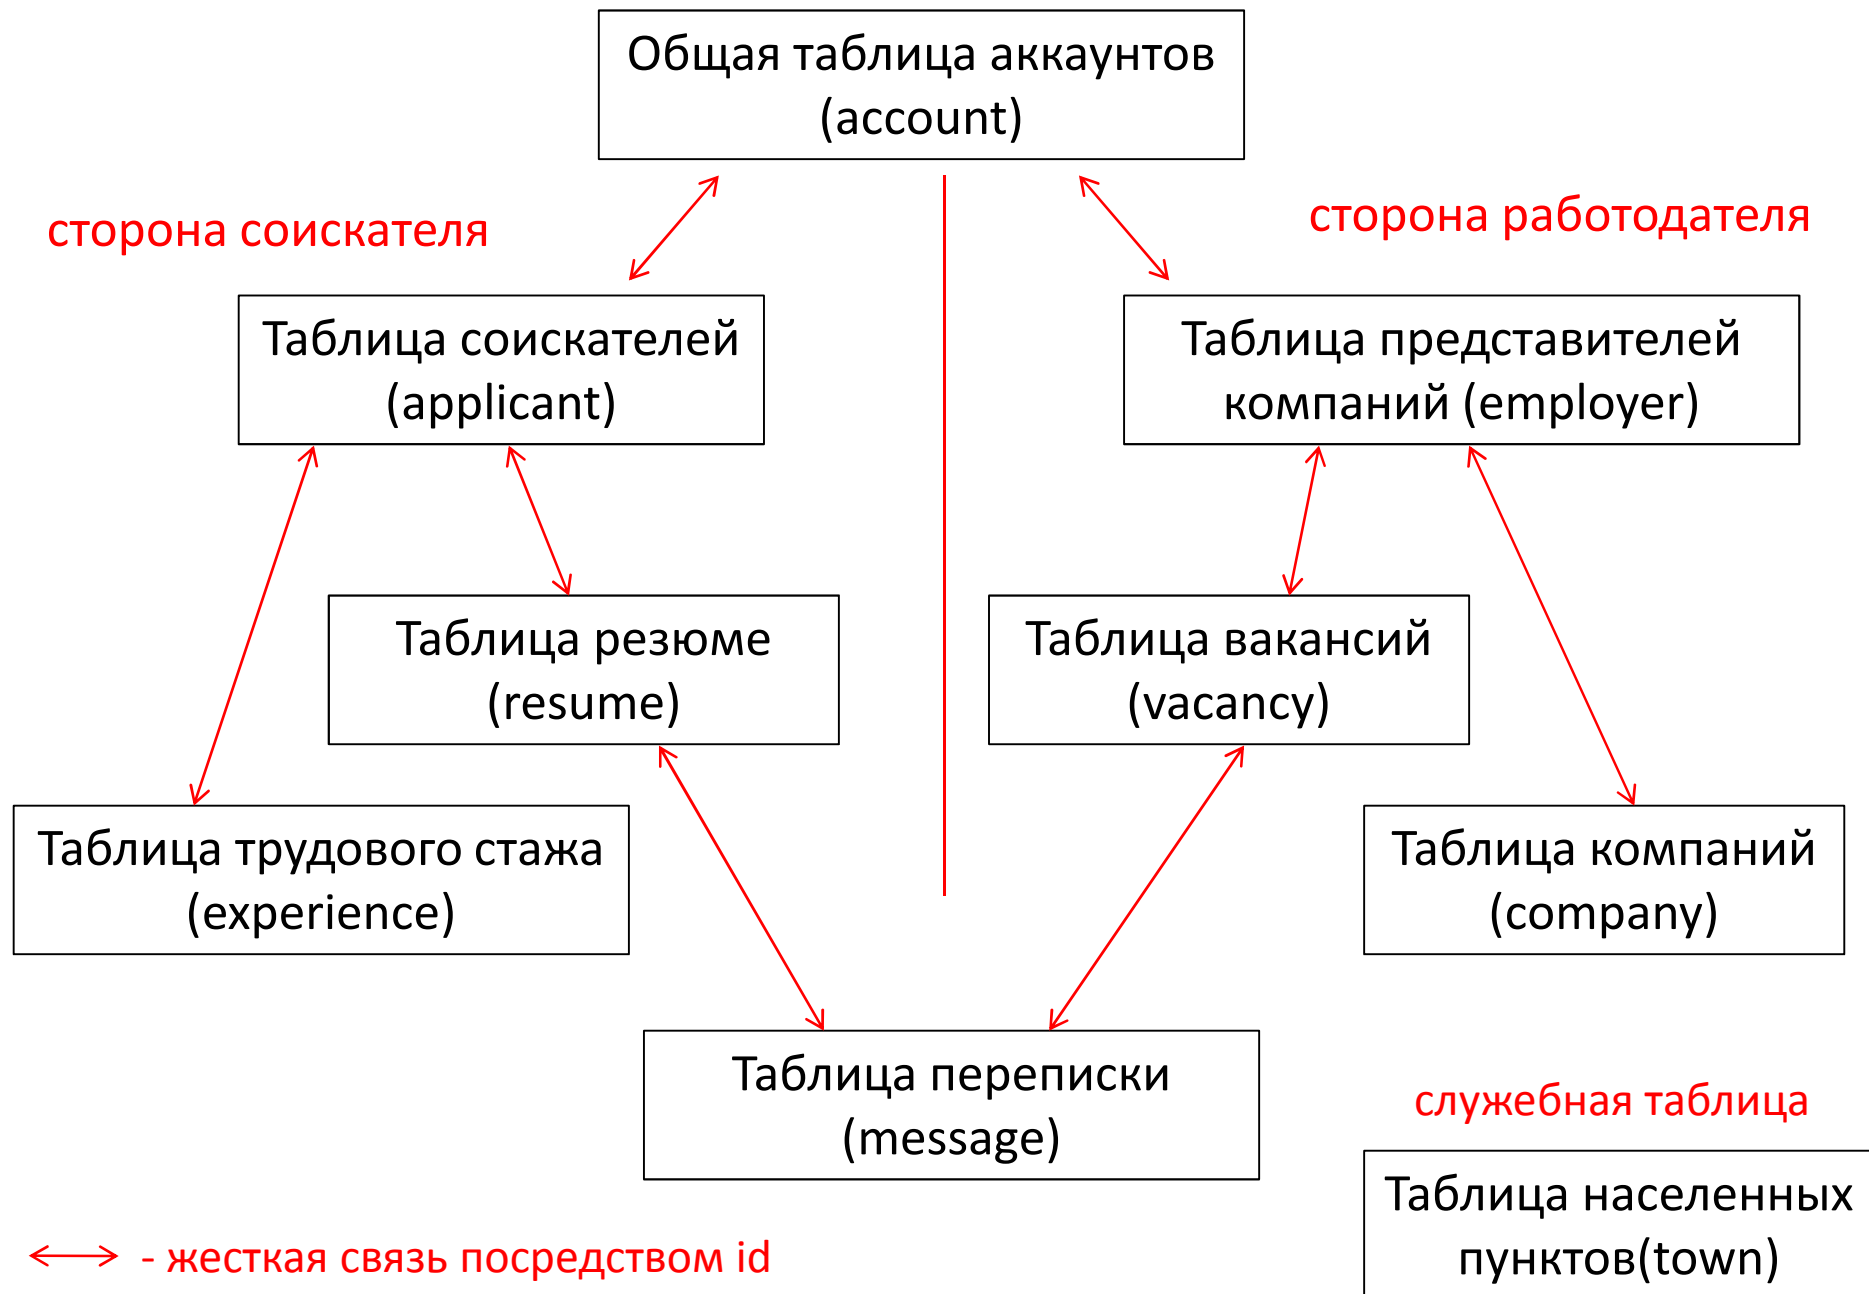 Общая таблица аккаунтов
(account)
сторона соискателя
сторона работодателя
Таблица соискателей
(applicant)
Таблица представителей
компаний (employer)
Таблица резюме
(resume)
Таблица вакансий
(vacancy)
Таблица трудового стажа
(experience)
Таблица компаний
(company)
Таблица переписки
(message)
служебная таблица
Таблица населенных
пунктов(town)
- жесткая связь посредством id